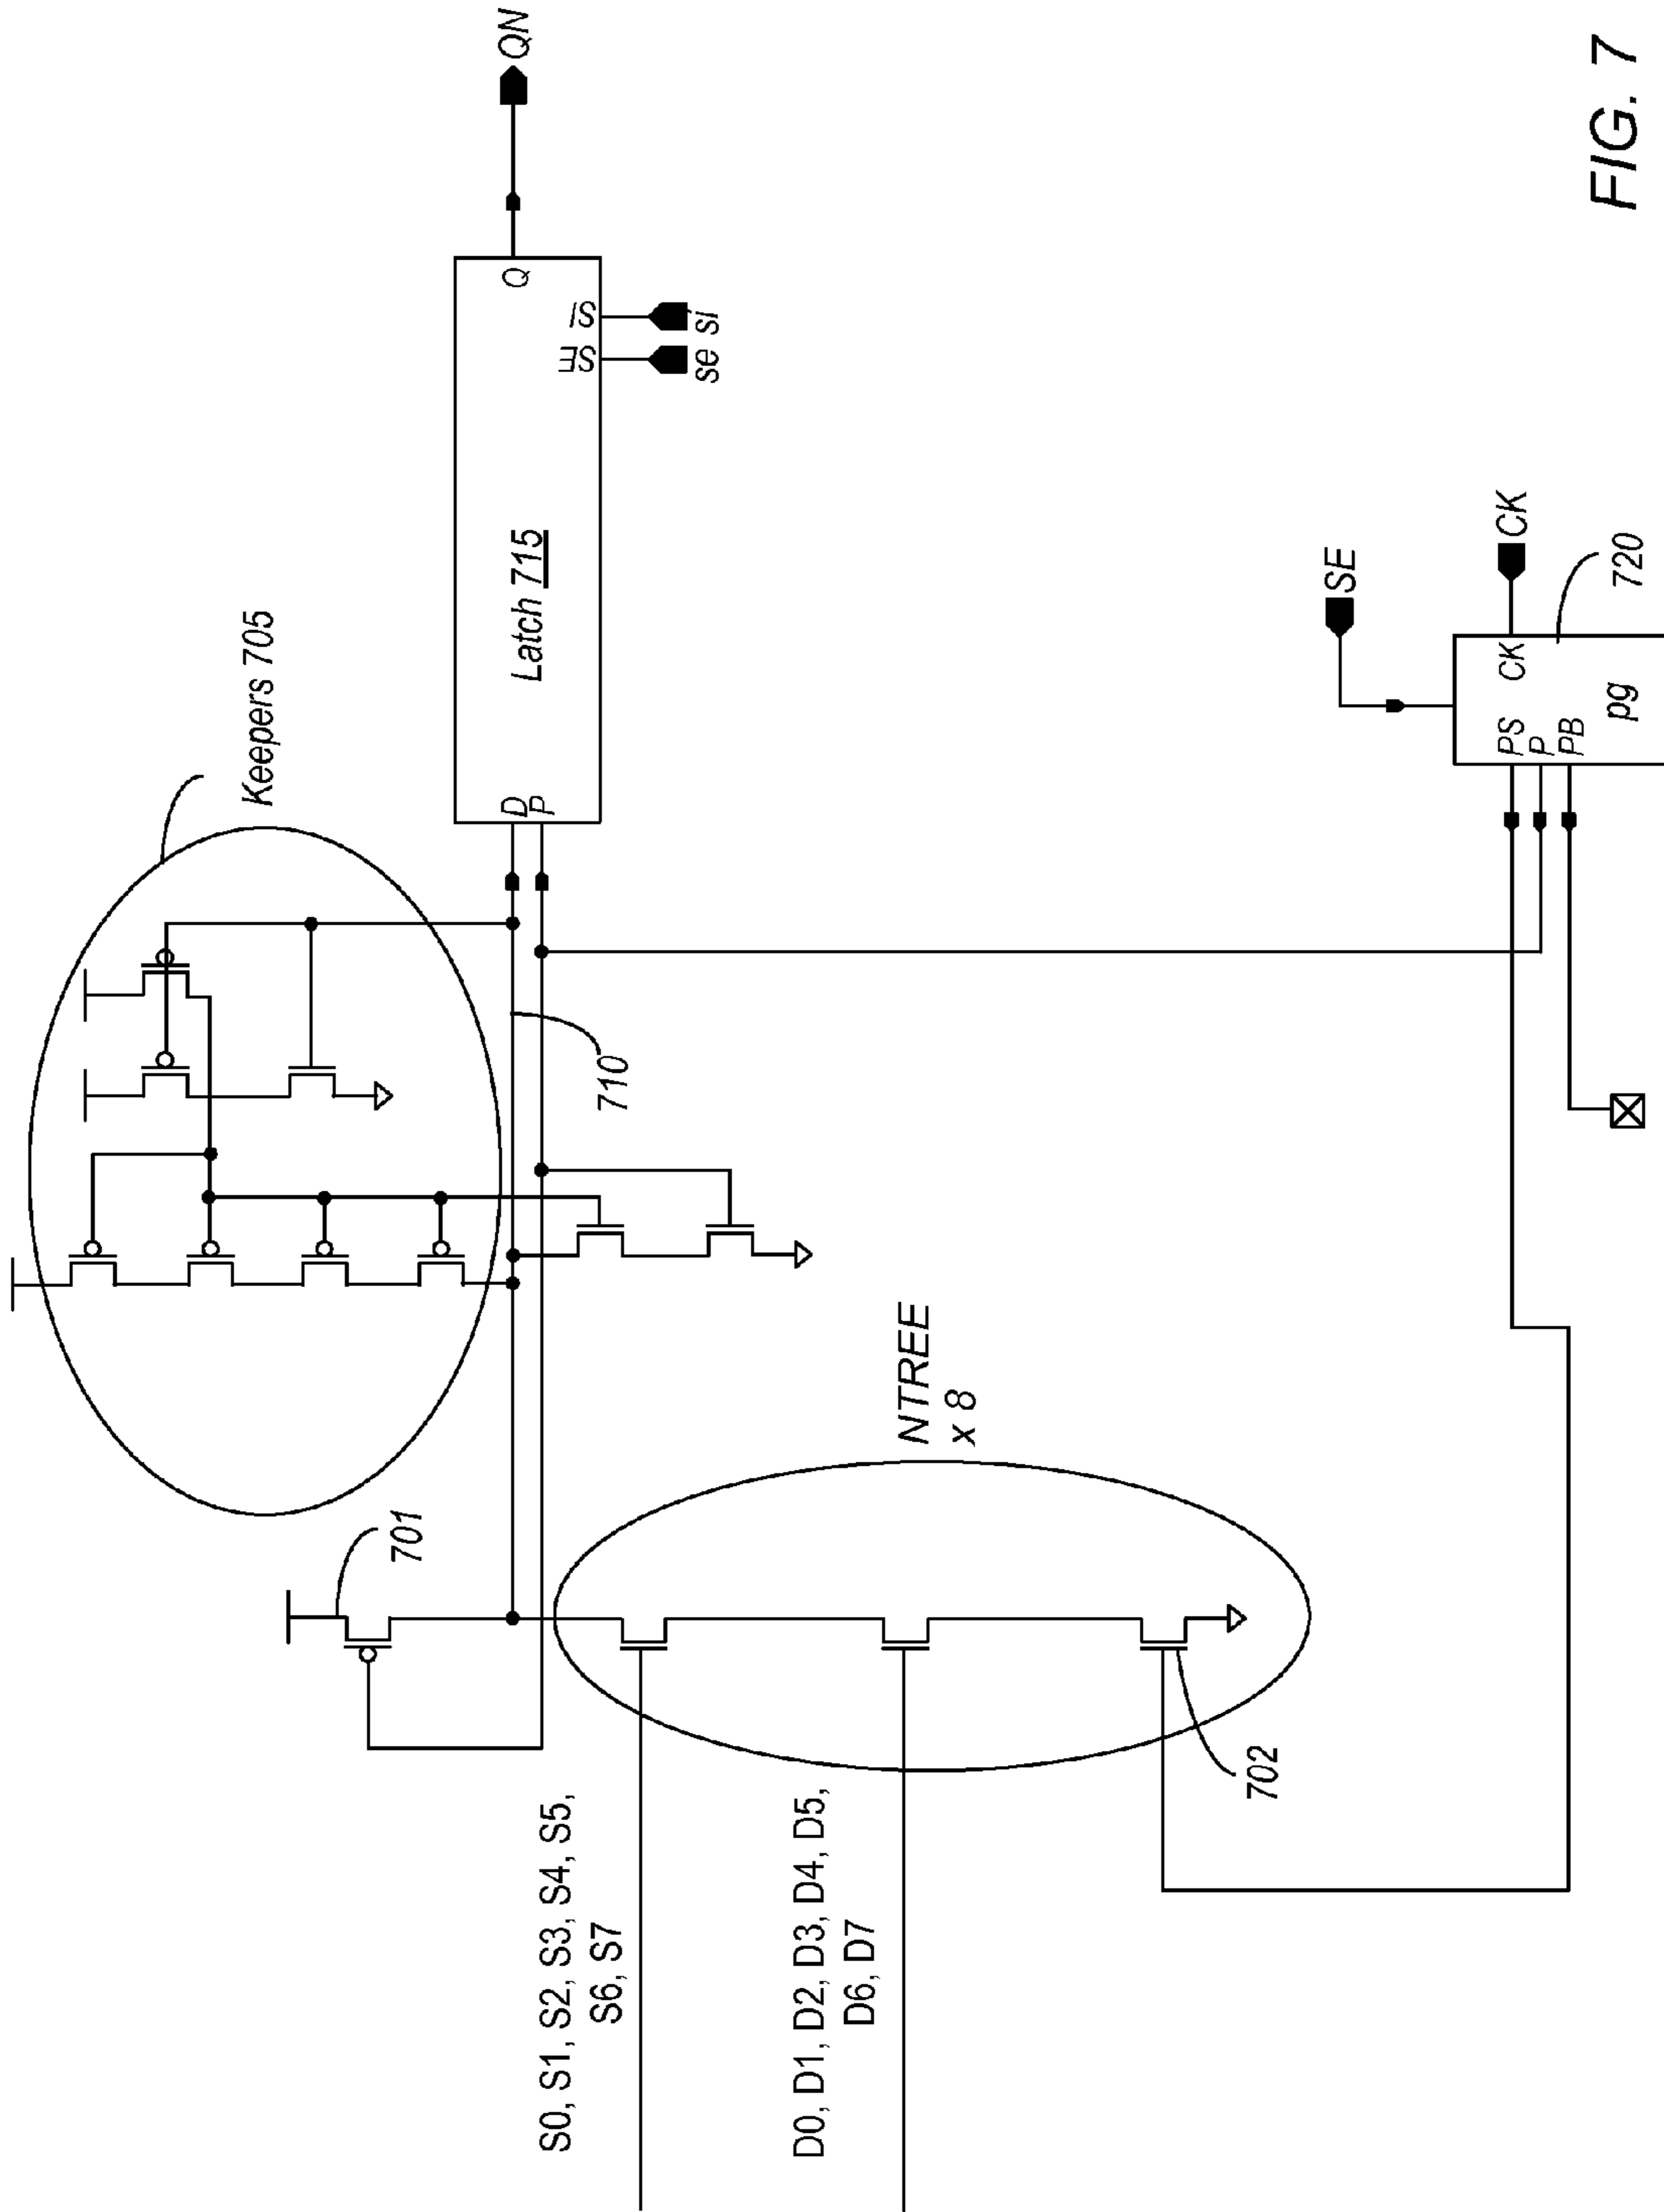 Keepers 705
QN
Q
D
P
Latch 715
SE
SI
se si
701
710
S0, S1, S2, S3, S4, S5,
S6, S7
NTREE
x 8
D0, D1, D2, D3, D4, D5,
D6, D7
702
SE
CK
PS
CK
P
PB
pg
720
FIG. 7